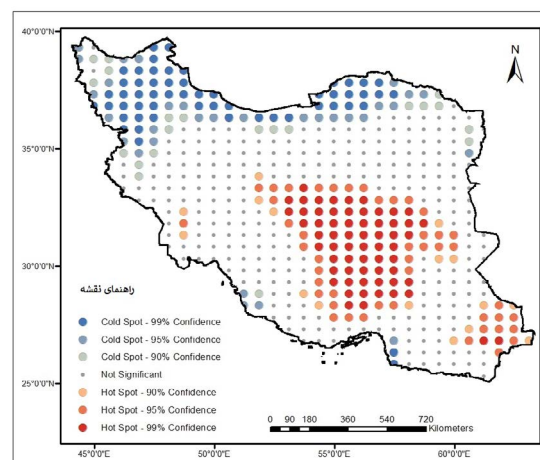 40°0'0"N
N
35°0'0"N
30°0'0"N
راهنمای نقشه
Cold Spot - 99% Confidence
Cold Spot - 95% Confidence
Cold Spot - 90% Confidence
Not Significant
Hot Spot - 90% Confidence
Hot Spot - 95% Confidence
Hot Spot - 99% Confidence
25°0'0"N
0 90 180 360 540 720
Kilometers
45°0'0"E 50°0'0"E 55°0'0"E 60°0'0"E